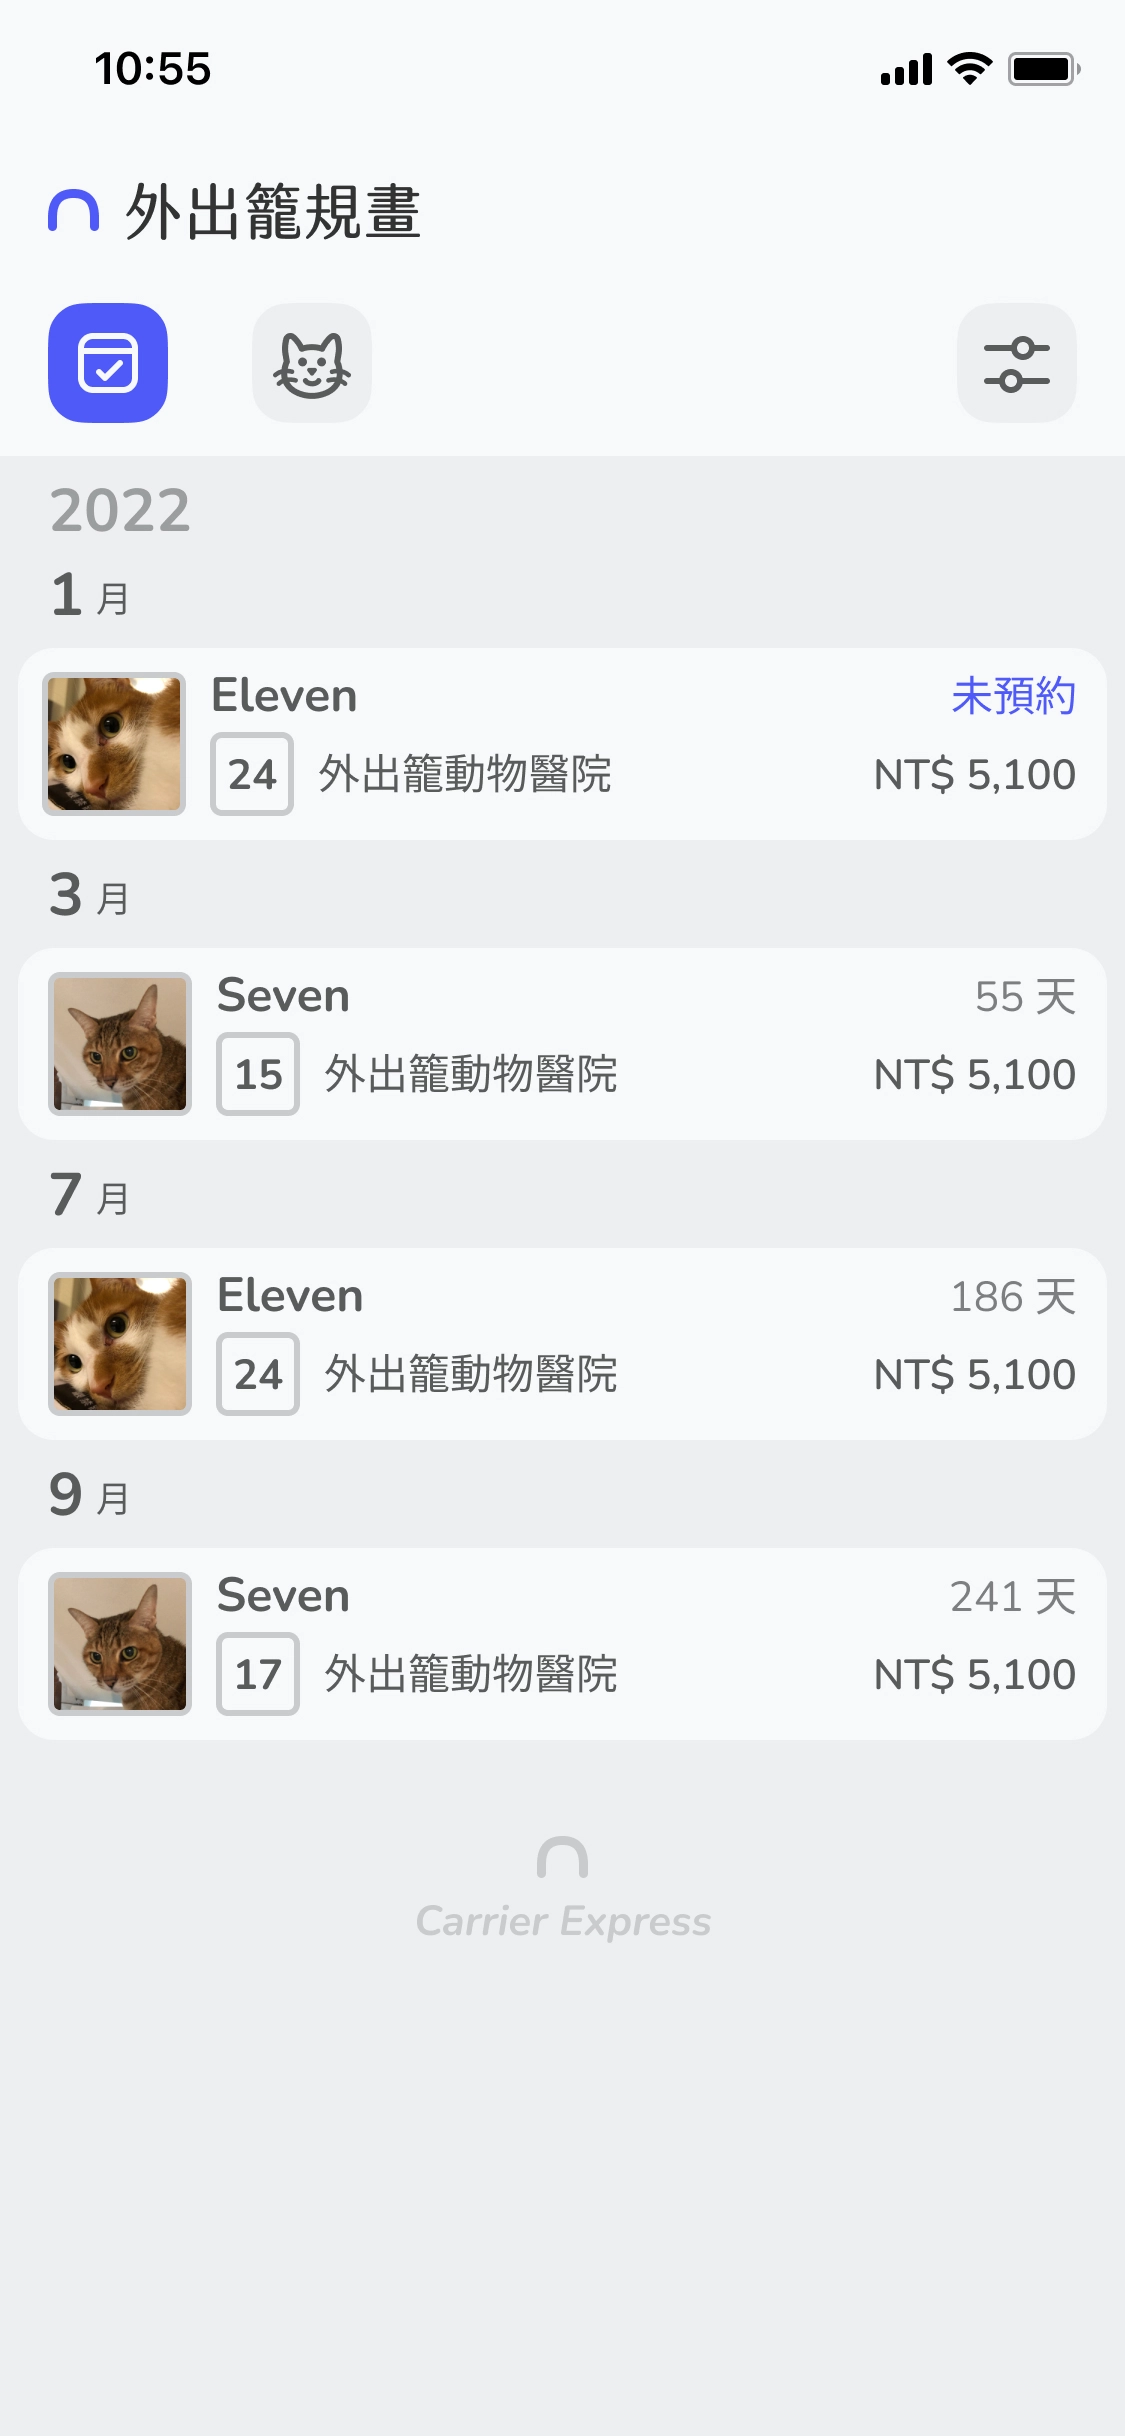 10:55
外出籠規畫
2022
1 月
Eleven
未預約
24 外出籠動物醫院 NT$ 5,100
3 月
Seven
55 天
15 外出籠動物醫院 NT$ 5,100
7 月
Eleven
186 天
24 外出籠動物醫院 NT$ 5,100
9 月
Seven
241 天
17 外出籠動物醫院 NT$ 5,100
Carrier Express